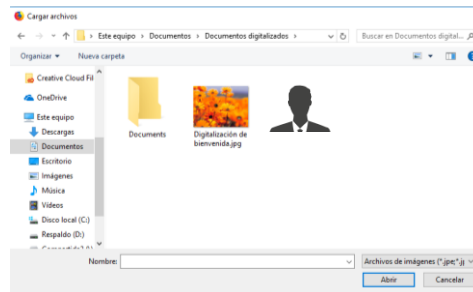 Cargar archivos
Este equipo > Documentos > Documentos digitalizados >
Buscar en Documentos digital...
Organizar
Nueva carpeta
Creative Cloud Fil
OneDrive
Este equipo
Descargas
Documentos
Escritorio
Imágenes
Música
Vídeos
Disco local (C:)
Respaldo (D:)
Documents
Digitalización de
bienvenida.jpg
Nombre:
Archivos de imágenes (*.jpe;*.j
Abrir
Cancelar